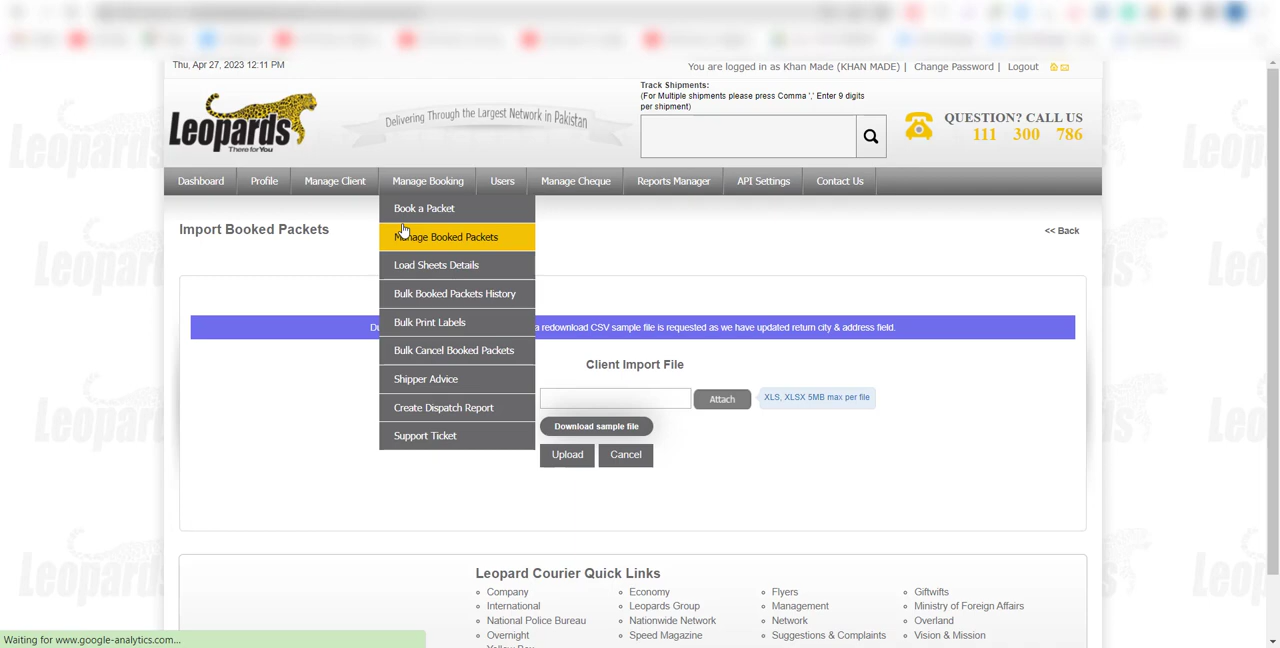 Thu, Apr 27, 2023 12:11 PM
You are logged in as Khan Made (KHAN MADE) | Change Password | Logout
Leopards
There for You
Delivering Through the Largest Network in Pakistan
Track Shipments:
(For Multiple shipments please press Comma ',' Enter 9 digits
per shipment)
QUESTION? CALL US
111 300 786
Dashboard Profile Manage Client Manage Booking Users Manage Cheque Reports Manager API Settings Contact Us
Book a Packet
Manage Booked Packets
Load Sheets Details
Bulk Booked Packets History
Bulk Print Labels
Bulk Cancel Booked Packets
Shipper Advice
Create Dispatch Report
Support Ticket
Import Booked Packets
<< Back
a redownload CSV sample file is requested as we have updated return city & address field.
Client Import File
Attach
XLS, XLSX 5MB max per file
Download sample file
Upload Cancel
Leopard Courier Quick Links
Company Economy Flyers Giftwifts
International Leopards Group Management Ministry of Foreign Affairs
National Police Bureau Nationwide Network Network Overland
Overnight Speed Magazine Suggestions & Complaints Vision & Mission
Waiting for www.google-analytics.com...